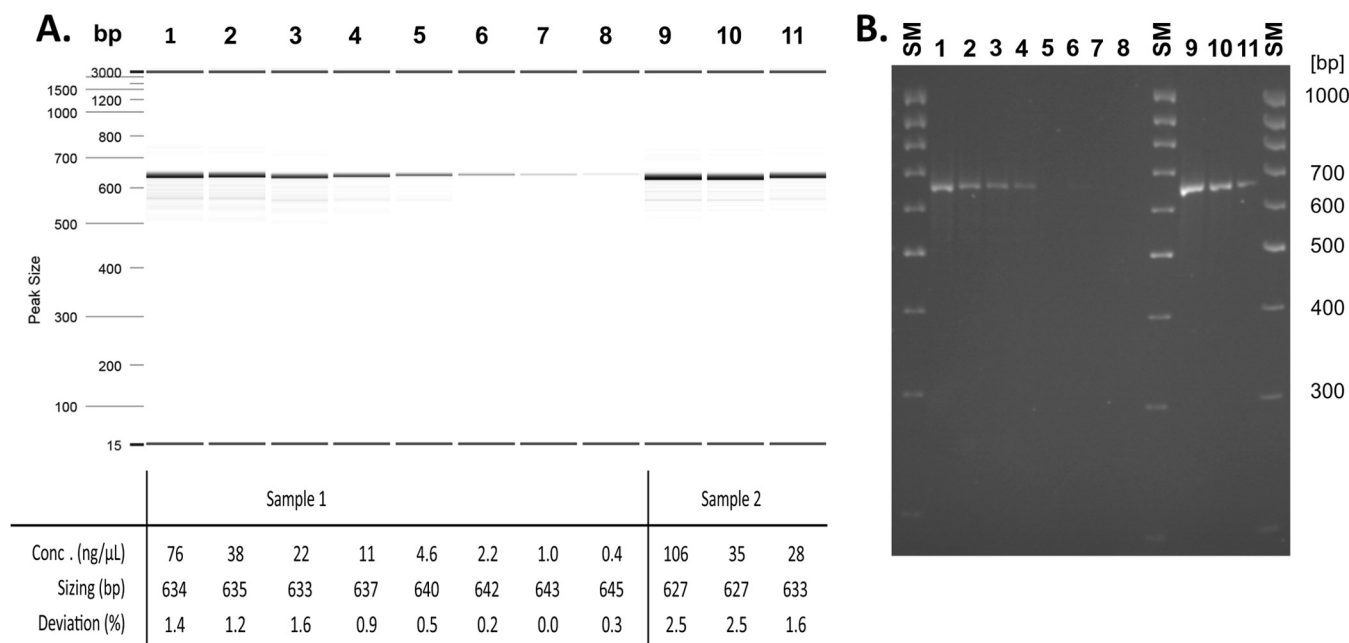 A. bp 1 2 3 4 5 6 7 8 9 10 11
3000
1500
1200
1000
800
700
600
500
400
300
200
100
15
Peak Size
Sample 1 Sample 2
Conc . (ng/µL) 76 38 22 11 4.6 2.2 1.0 0.4 106 35 28
Sizing (bp) 634 635 633 637 640 642 643 645 627 627 633
Deviation (%) 1.4 1.2 1.6 0.9 0.5 0.2 0.0 0.3 2.5 2.5 1.6
B. SM 1 2 3 4 5 6 7 8 SM 9 10 11 SM
[bp]
1000
700
600
500
400
300